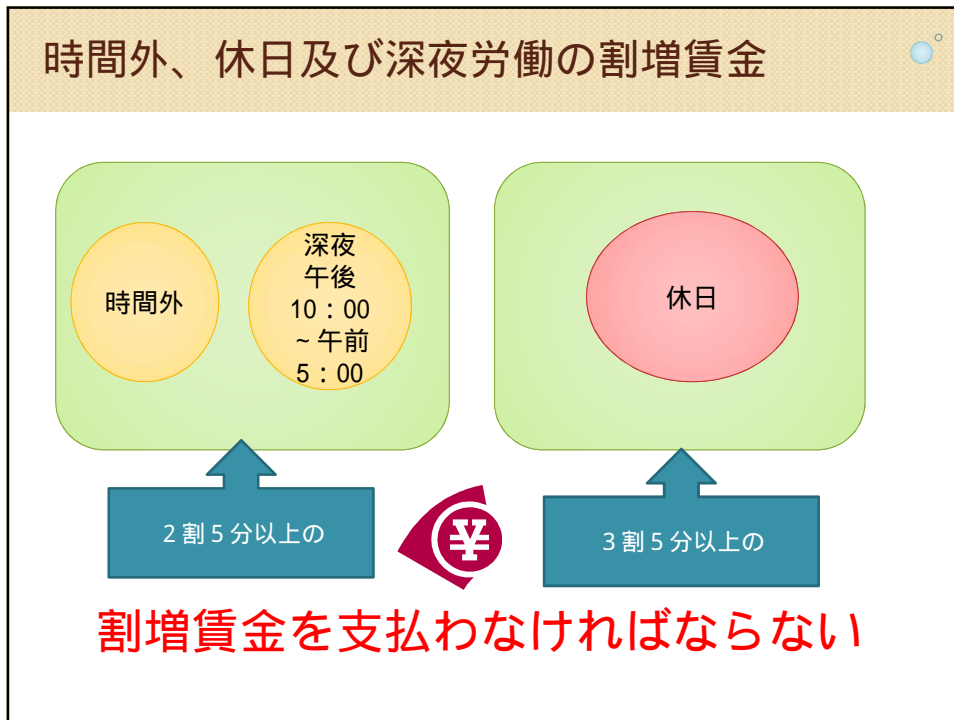 時間外、休日及び深夜労働の割増賃金
時間外
深夜
午後
10：00
~午前
5：00
休日
２割５分以上の
¥
３割５分以上の
割増賃金を支払わなければならない